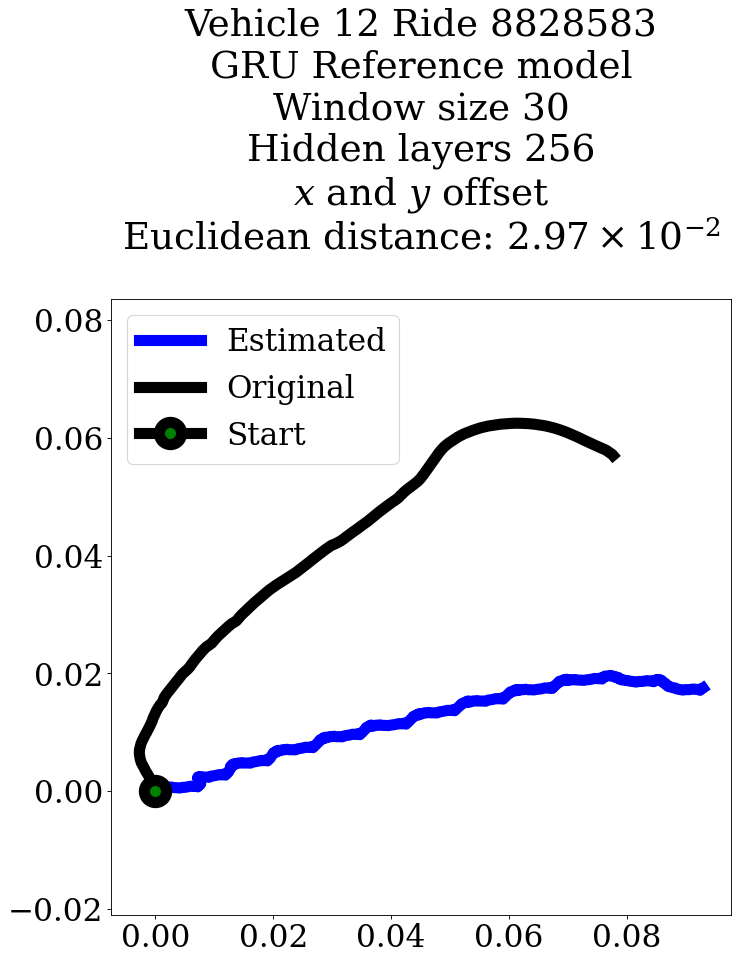 Vehicle 12 Ride 8828583
GRU Reference model
Window size 30
Hidden layers 256
x and y offset
Euclidean distance: 2.97 × 10⁻²
0.08
0.06
0.04
0.02
0.00
−0.02
Estimated
Original
Start
0.00 0.02 0.04 0.06 0.08